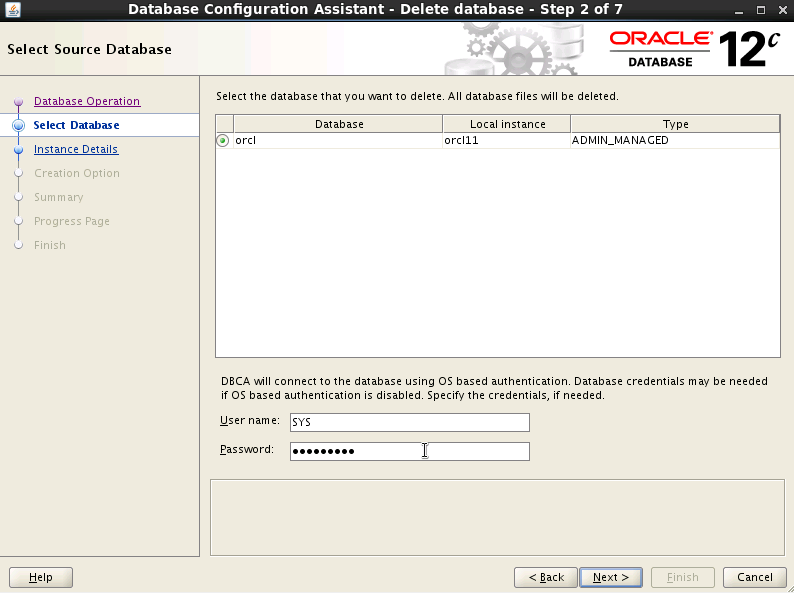 Database Configuration Assistant - Delete database - Step 2 of 7
Select Source Database
ORACLE
DATABASE
12c
Database Operation
Select Database
Instance Details
Creation Option
Summary
Progress Page
Finish
Select the database that you want to delete. All database files will be deleted.
Database Local instance Type
orcl orcl11 ADMIN_MANAGED
DBCA will connect to the database using OS based authentication. Database credentials may be needed
if OS based authentication is disabled. Specify the credentials, if needed.
User name: SYS
Password: •••••••••
Help < Back Next > Finish Cancel